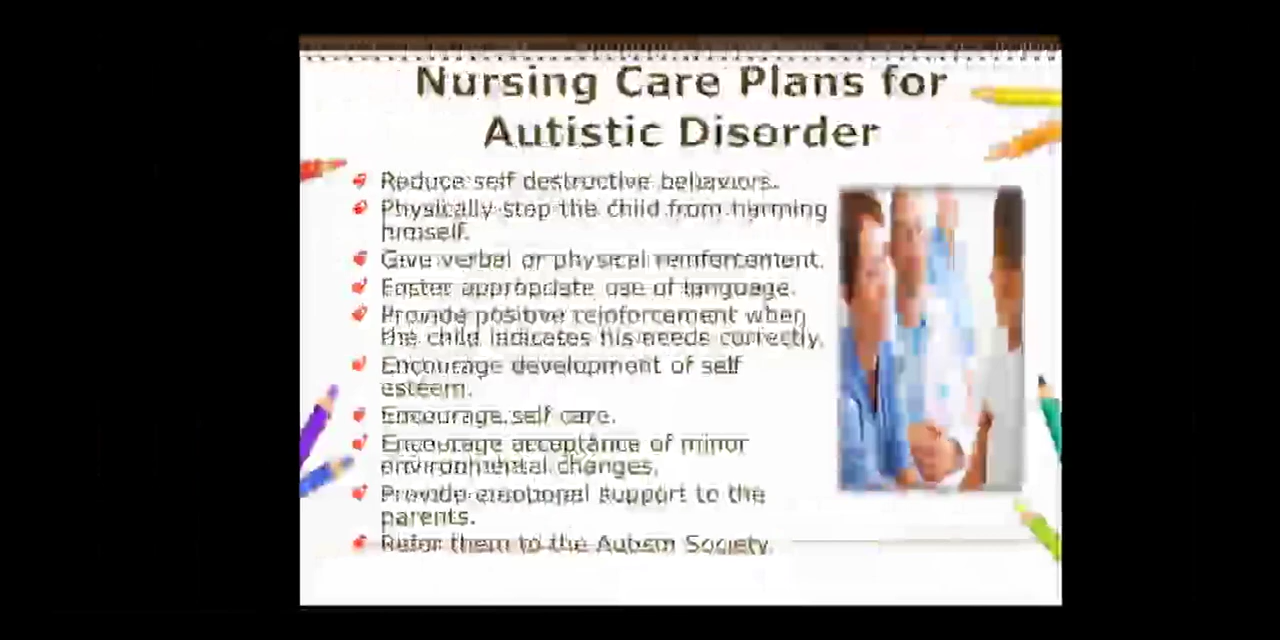 Nursing Care Plans for
Autistic Disorder
Reduce self destructive behaviors.
Physically stop the child from harming
himself.
Give verbal or physical reinforcement.
Foster appropriate use of language.
Provide positive reinforcement when
the child indicates his needs correctly.
Encourage development of self
esteem.
Encourage self care.
Encourage acceptance of minor
environmental changes.
Provide emotional support to the
parents.
Refer them to the Autism Society.